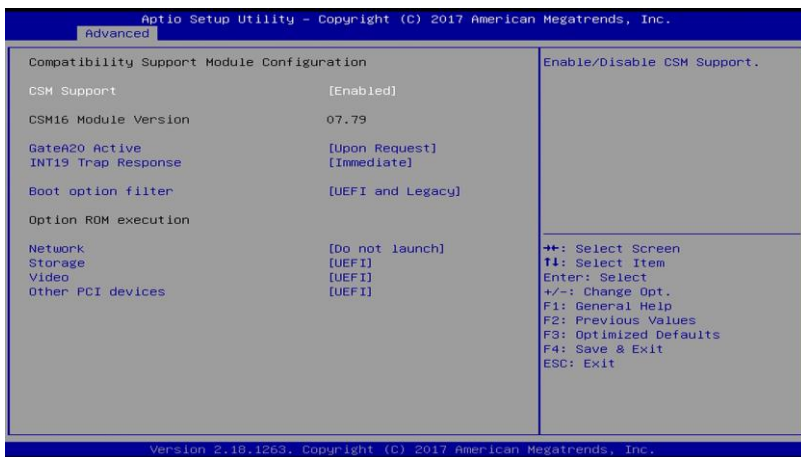 Aptio Setup Utility – Copyright (C) 2017 American Megatrends, Inc.
Advanced
Compatibility Support Module Configuration
CSM Support [Enabled]
CSM16 Module Version 07.79
GateA20 Active [Upon Request]
INT19 Trap Response [Immediate]
Boot option filter [UEFI and Legacy]
Option ROM execution
Network [Do not launch]
Storage [UEFI]
Video [UEFI]
Other PCI devices [UEFI]
Enable/Disable CSM Support.
→←: Select Screen
↑↓: Select Item
Enter: Select
+/-: Change Opt.
F1: General Help
F2: Previous Values
F3: Optimized Defaults
F4: Save & Exit
ESC: Exit
Version 2.18.1263. Copyright (C) 2017 American Megatrends, Inc.